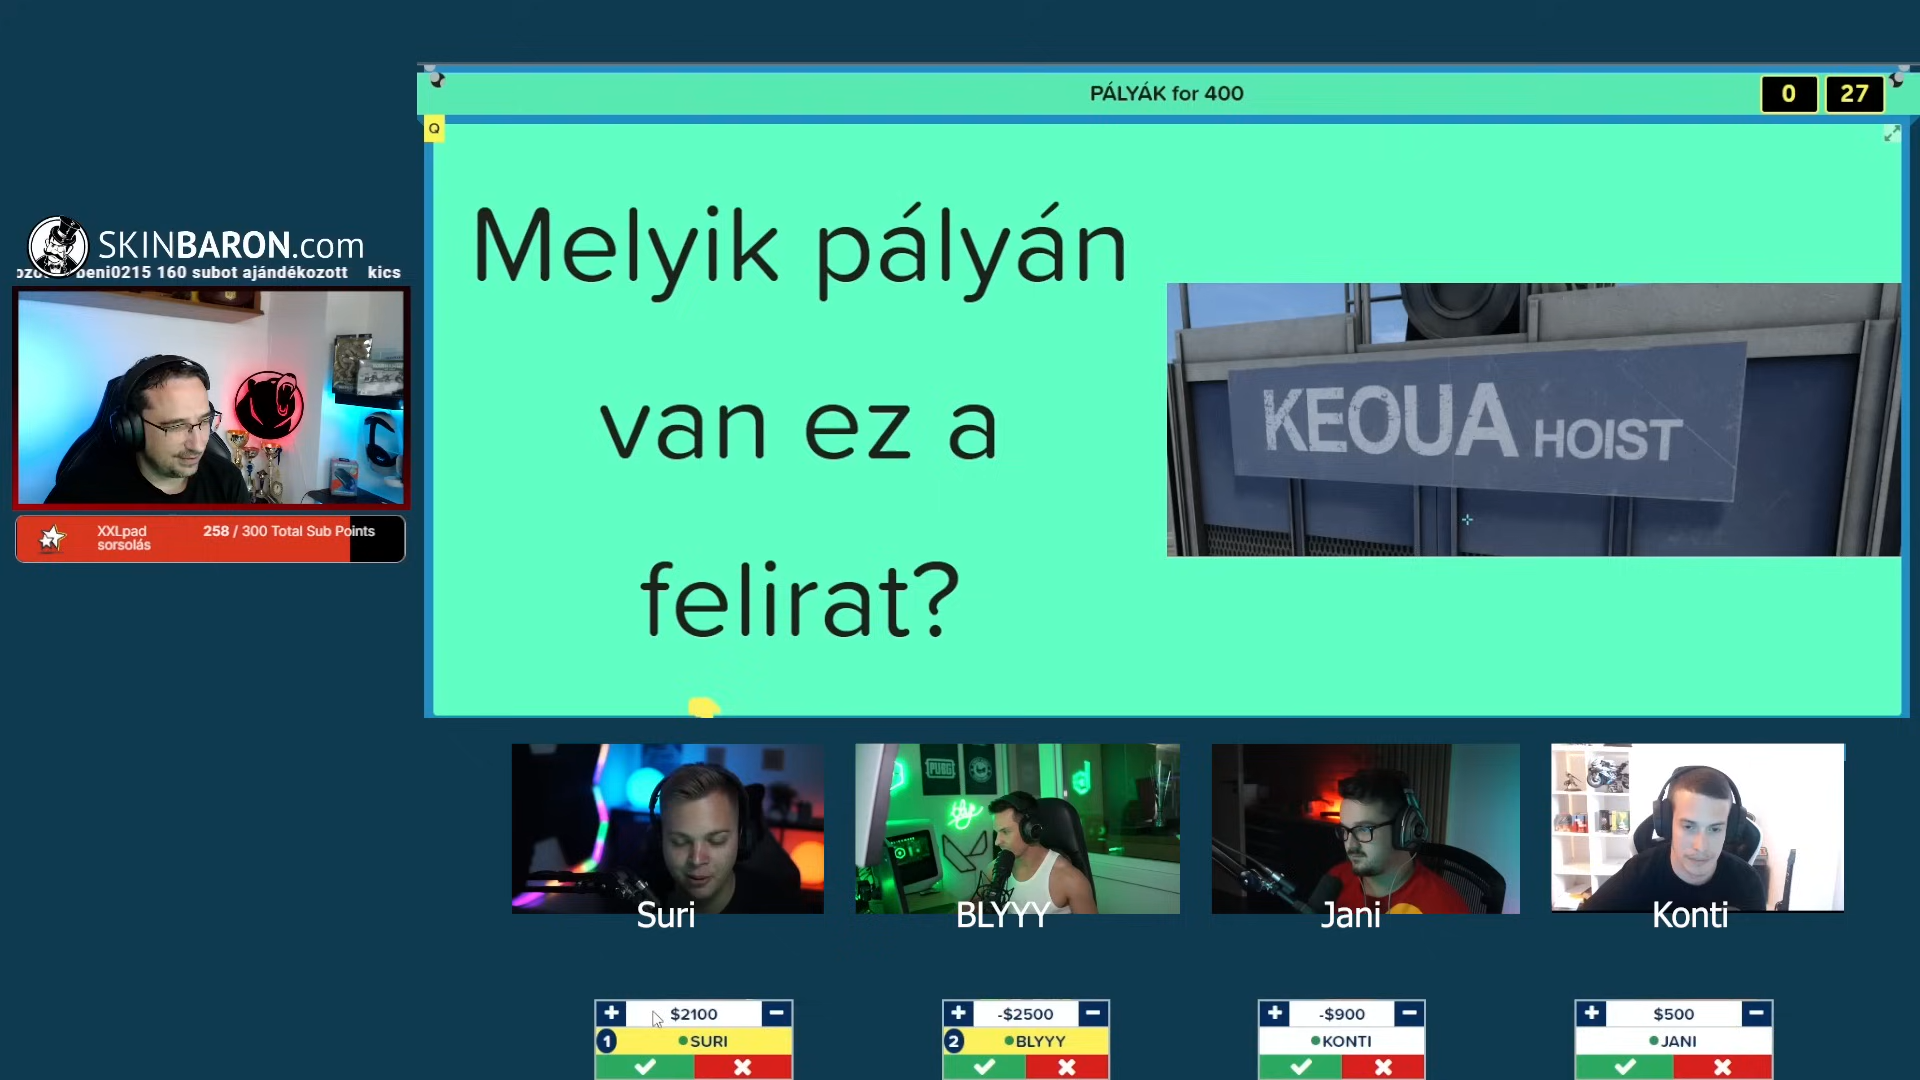 PÁLYÁK for 400
0 27
Q
Melyik pályán
van ez a
felirat?
KEOUA HOIST
SKINBARON.com
beni0215 160 subot ajándékozott kics
XXLpad
sorsolás
258 / 300 Total Sub Points
PUBG
Suri
BLYYY
Jani
Konti
+ $2100 −
1 SURI
+ -$2500 −
2 BLYYY
+ -$900 −
KONTI
+ $500 −
JANI